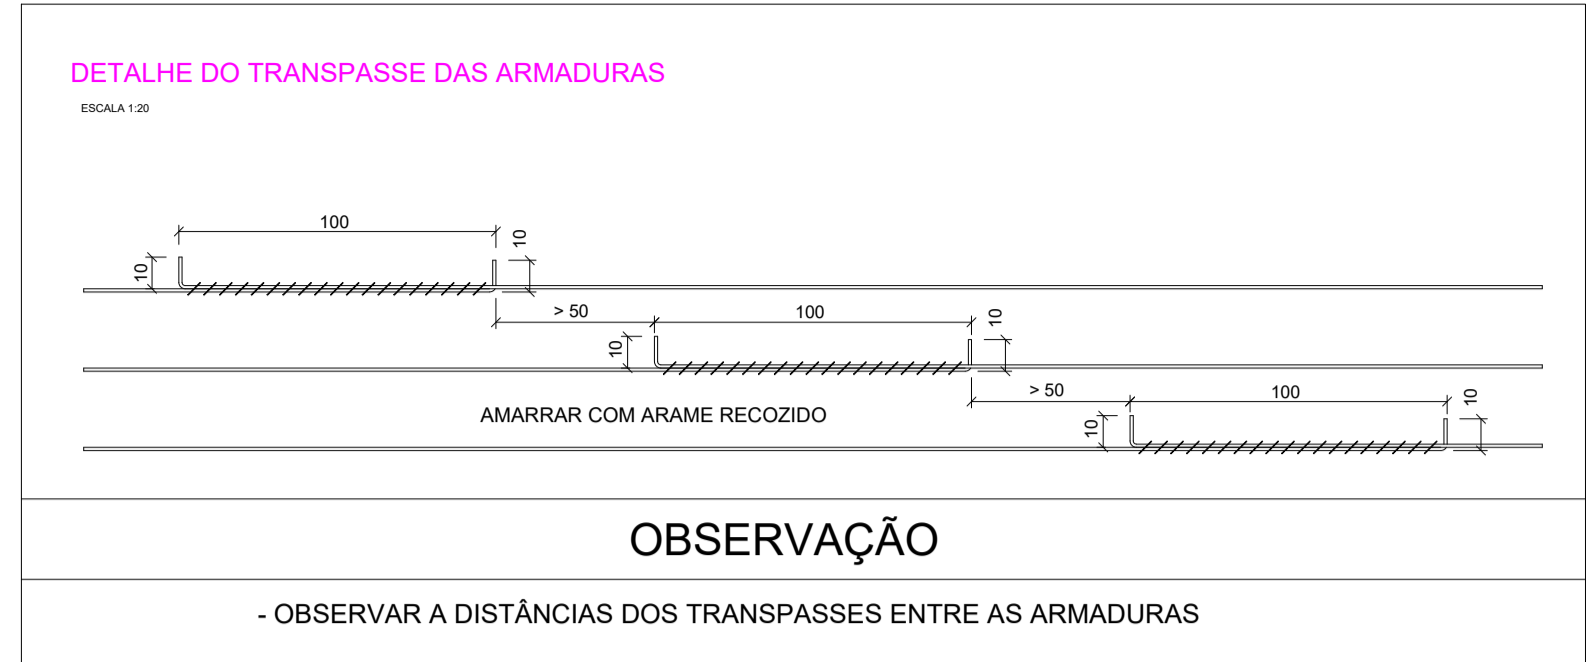 DETALHE DO TRANSPASSE DAS ARMADURAS
ESCALA 1:20
100
10
10
> 50
100
10
10
> 50
100
10
10
AMARRAR COM ARAME RECOZIDO
OBSERVAÇÃO
- OBSERVAR A DISTÂNCIAS DOS TRANSPASSES ENTRE AS ARMADURAS